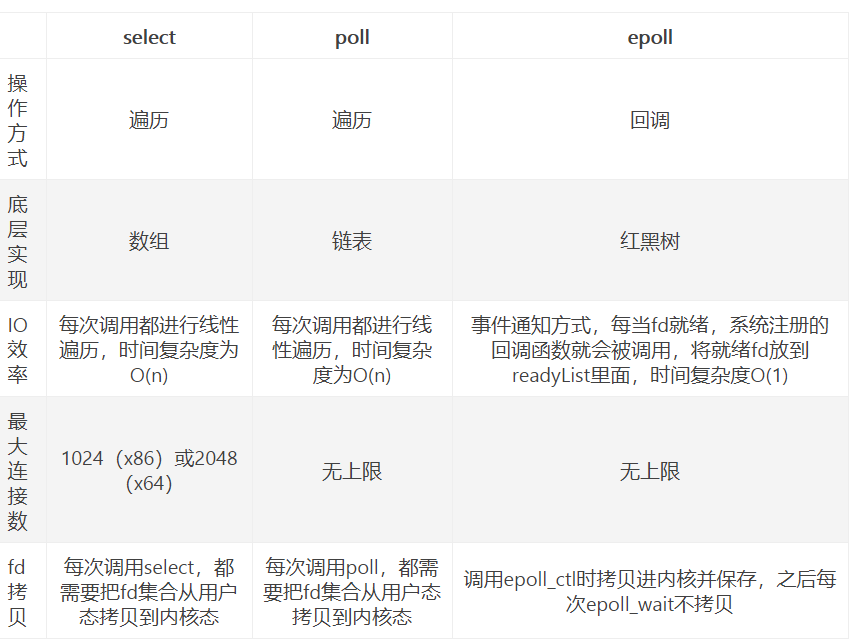 select poll epoll
操作方式 遍历 遍历 回调
底层实现 数组 链表 红黑树
IO效率
每次调用都进行线性
遍历，时间复杂度为
O(n)
每次调用都进行线
性遍历，时间复杂
度为O(n)
事件通知方式，每当fd就绪，系统注册的
回调函数就会被调用，将就绪fd放到
readyList里面，时间复杂度O(1)
最大连接数
1024（x86）或2048
（x64）
无上限
无上限
fd拷贝
每次调用select，都
需要把fd集合从用户
态拷贝到内核态
每次调用poll，都需
要把fd集合从用户态
拷贝到内核态
调用epoll_ctl时拷贝进内核并保存，之后每
次epoll_wait不拷贝